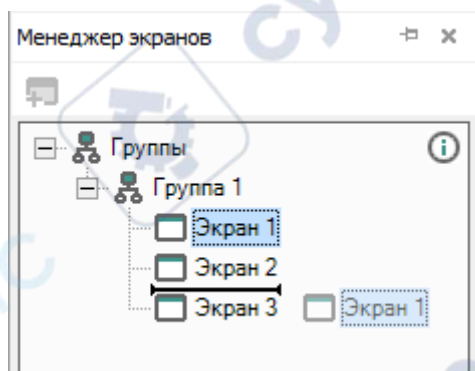 Менеджер экранов
Группы
Группа 1
Экран 1
Экран 2
Экран 3 Экран 1